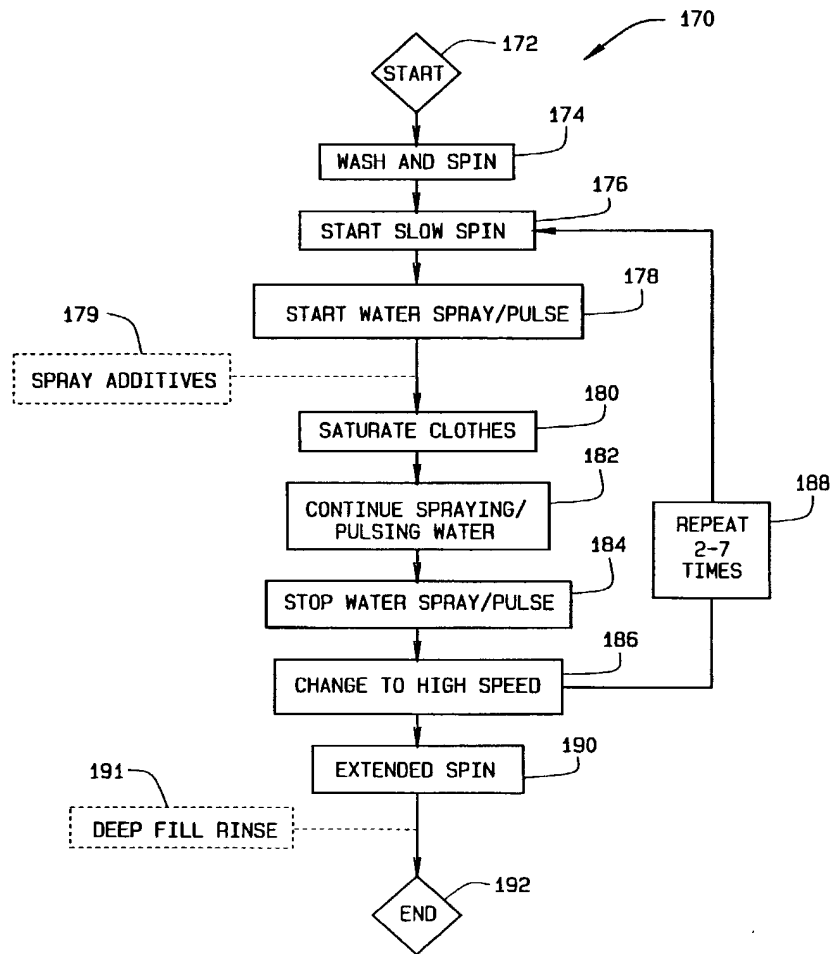 170
172
START
174
WASH AND SPIN
176
START SLOW SPIN
178
START WATER SPRAY/PULSE
179
SPRAY ADDITIVES
180
SATURATE CLOTHES
182
CONTINUE SPRAYING/
PULSING WATER
188
REPEAT
2-7
TIMES
184
STOP WATER SPRAY/PULSE
186
CHANGE TO HIGH SPEED
190
EXTENDED SPIN
191
DEEP FILL RINSE
192
END